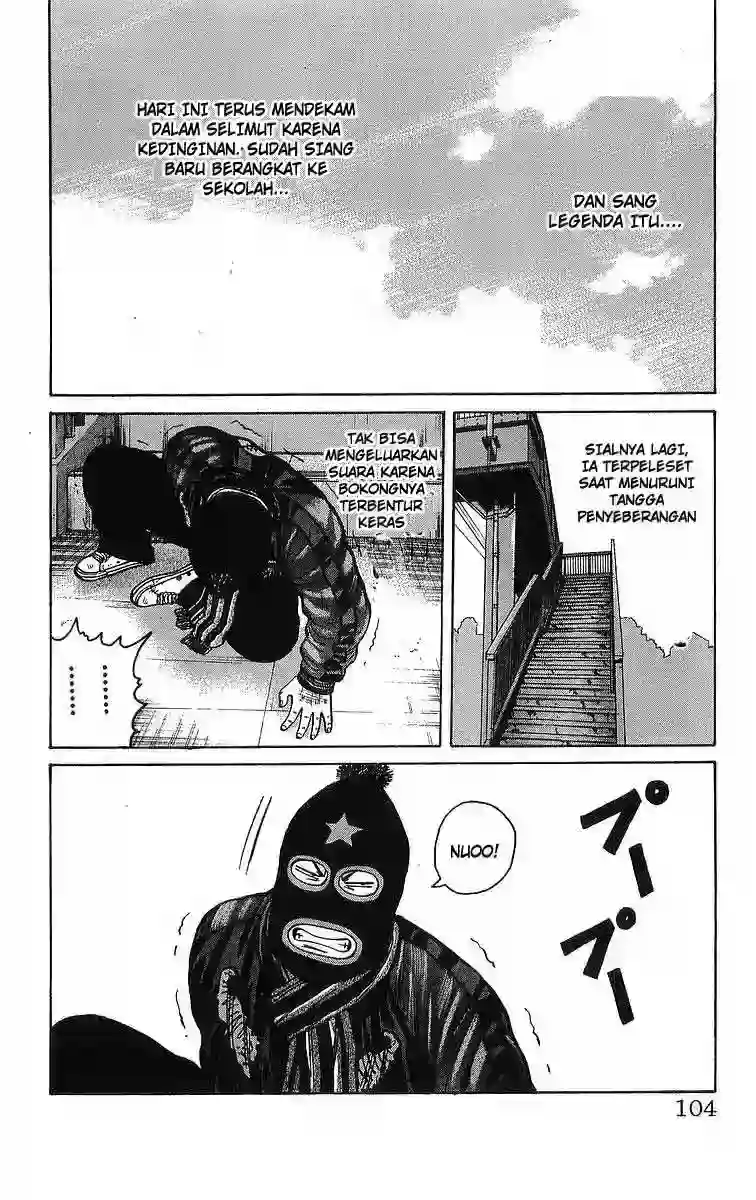 DAN SANG
LEGENDA ITU....
HARI INI TERUS MENDEKAM
DALAM SELIMUT KARENA
KEDINGINAN. SUDAH SIANG
BARU BERANGKAT KE
SEKOLAH...
SIALNYA LAGI,
IA TERPELESET
SAAT MENURUNI
TANGGA
PENYEBERANGAN
TAK BISA
MENGELUARKAN
SUARA KARENA
BOKONGNYA
TERBENTUR
KERAS
......
......
プープー
NUOO!
104